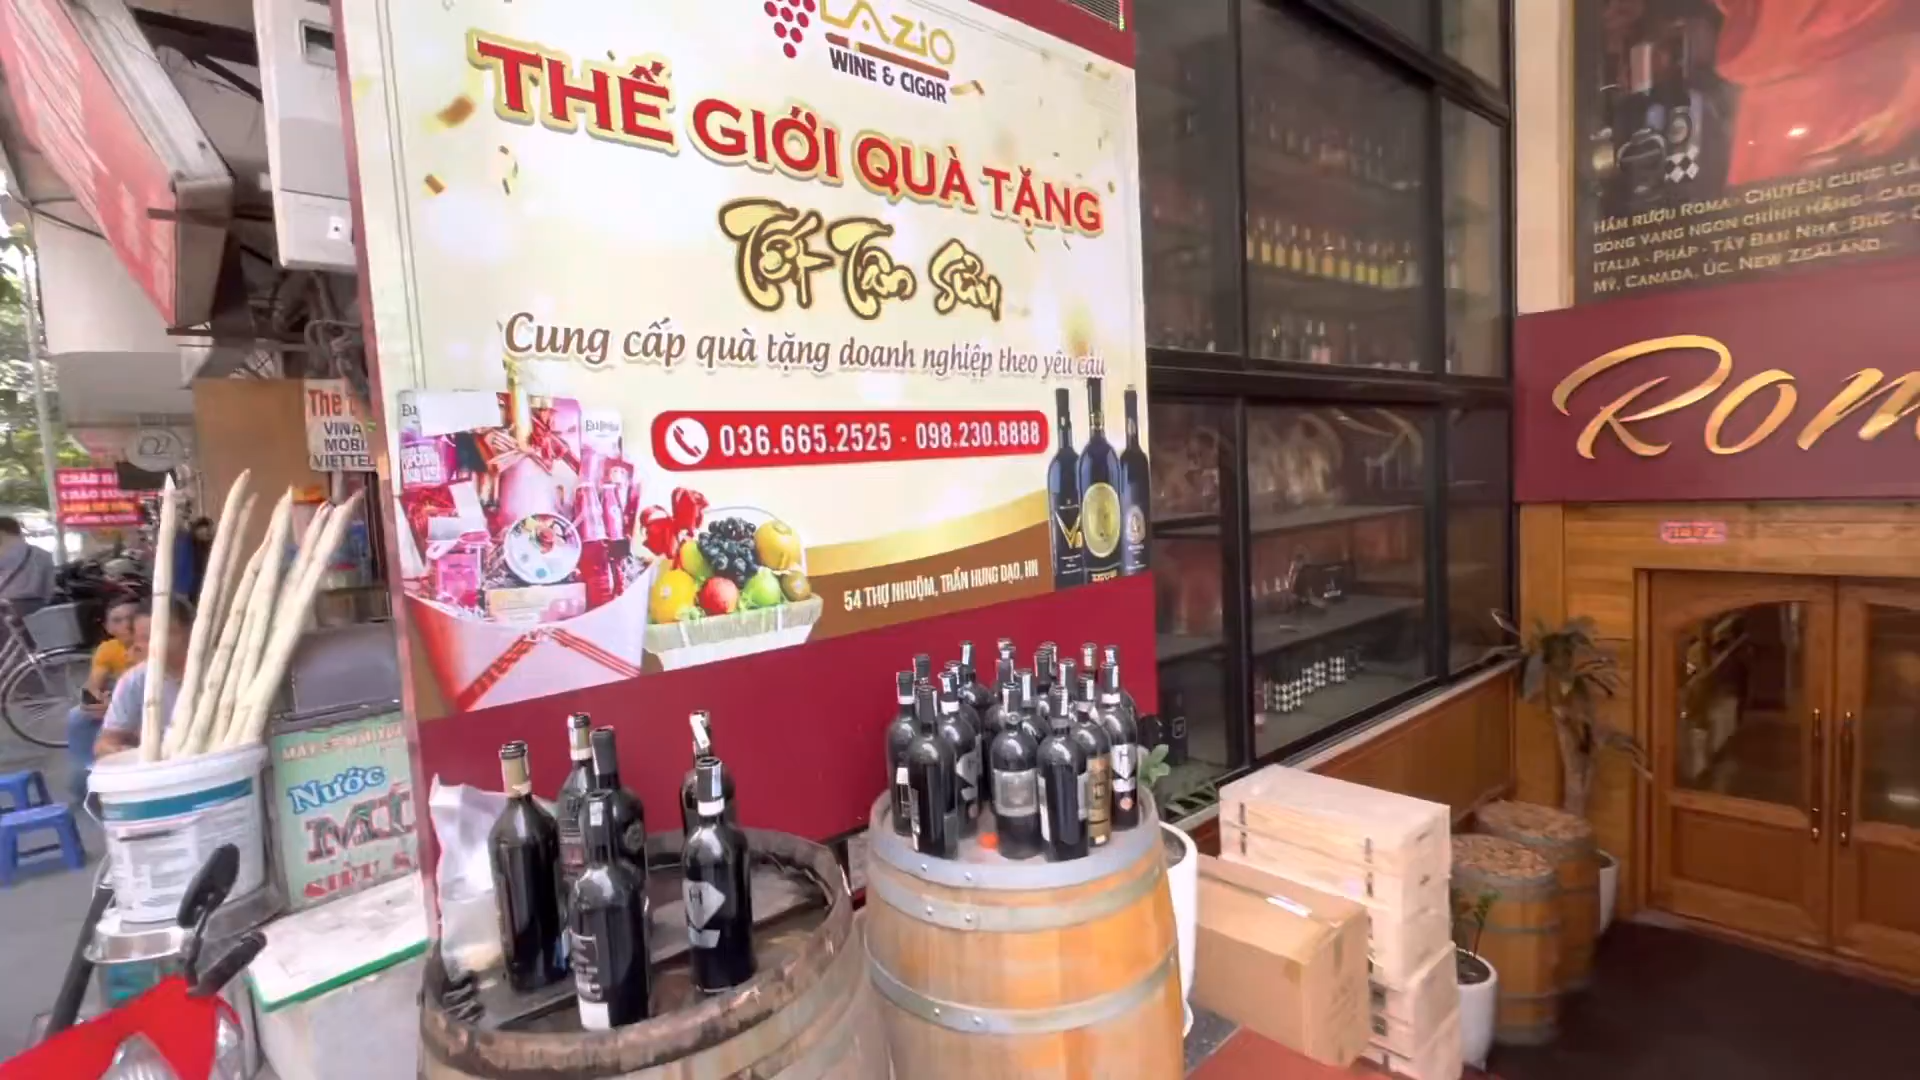 LAZIO
WINE & CIGAR
THẾ GIỚI QUÀ TẶNG
Tết Tân Sửu
Cung cấp quà tặng doanh nghiệp theo yêu cầu
036.665.2525 - 098.230.8888
54 THỢ NHUỘM, TRẦN HƯNG ĐẠO, HN
HẦM RƯỢU ROMA - CHUYÊN CUNG
DÒNG VANG NGON CHÍNH HÃNG - CAO
ITALIA - PHÁP - TÂY BAN NHA, ĐỨC -
MỸ, CANADA, ÚC, NEW ZEALAND
Rom
Thẻ
VINA
MOBI
VIETTEL
Nước
MÍ
SIÊU